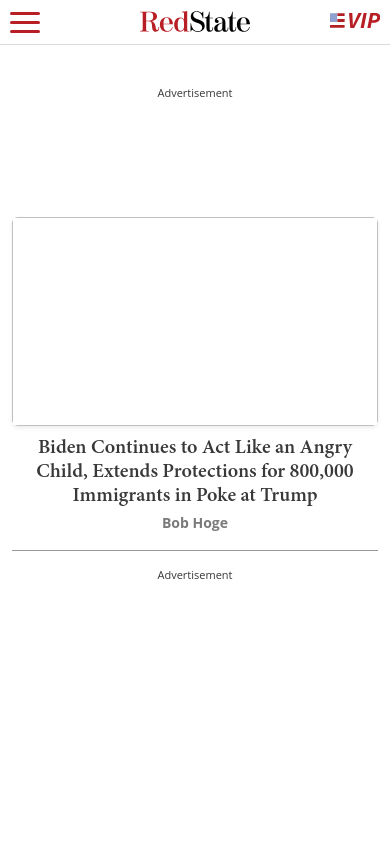 RedState
VIP
Advertisement
Biden Continues to Act Like an Angry
Child, Extends Protections for 800,000
Immigrants in Poke at Trump
Bob Hoge
Advertisement